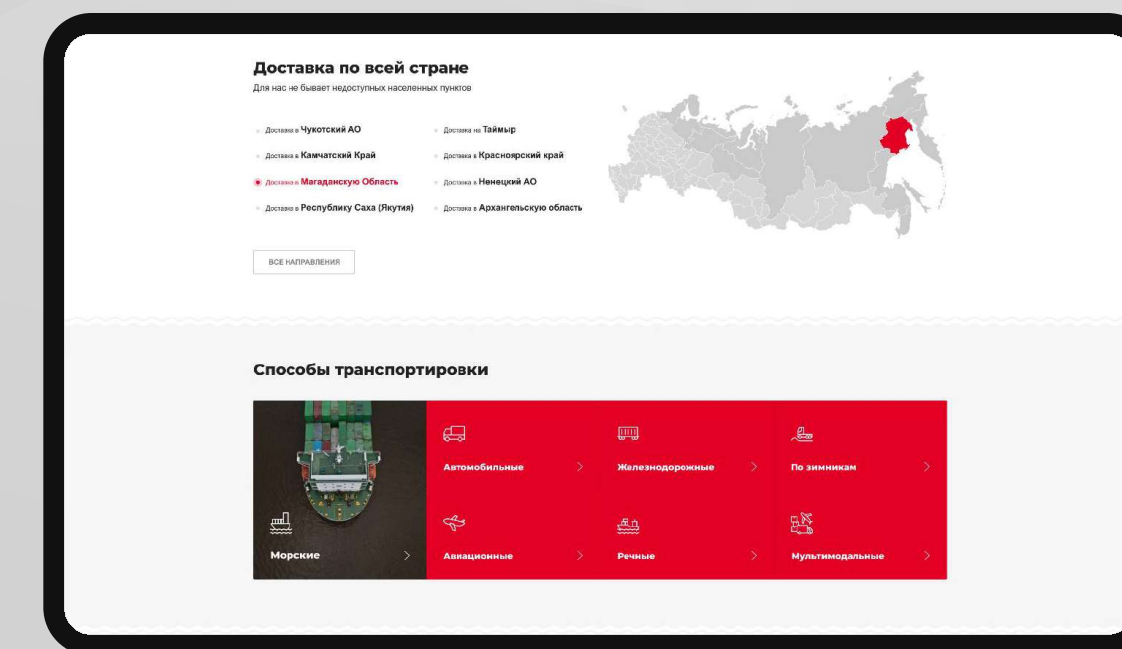 Доставка по всей стране
Для нас не бывает недоступных населенных пунктов
Доставка в Чукотский АО
Доставка на Таймыр
Доставка в Камчатский Край
Доставка в Красноярский край
Доставка в Магаданскую Область
Доставка в Ненецкий АО
Доставка в Республику Саха (Якутия)
Доставка в Архангельскую область
ВСЕ НАПРАВЛЕНИЯ
Способы транспортировки
Автомобильные
Железнодорожные
По зимникам
Морские
Авиационные
Речные
Мультимодальные